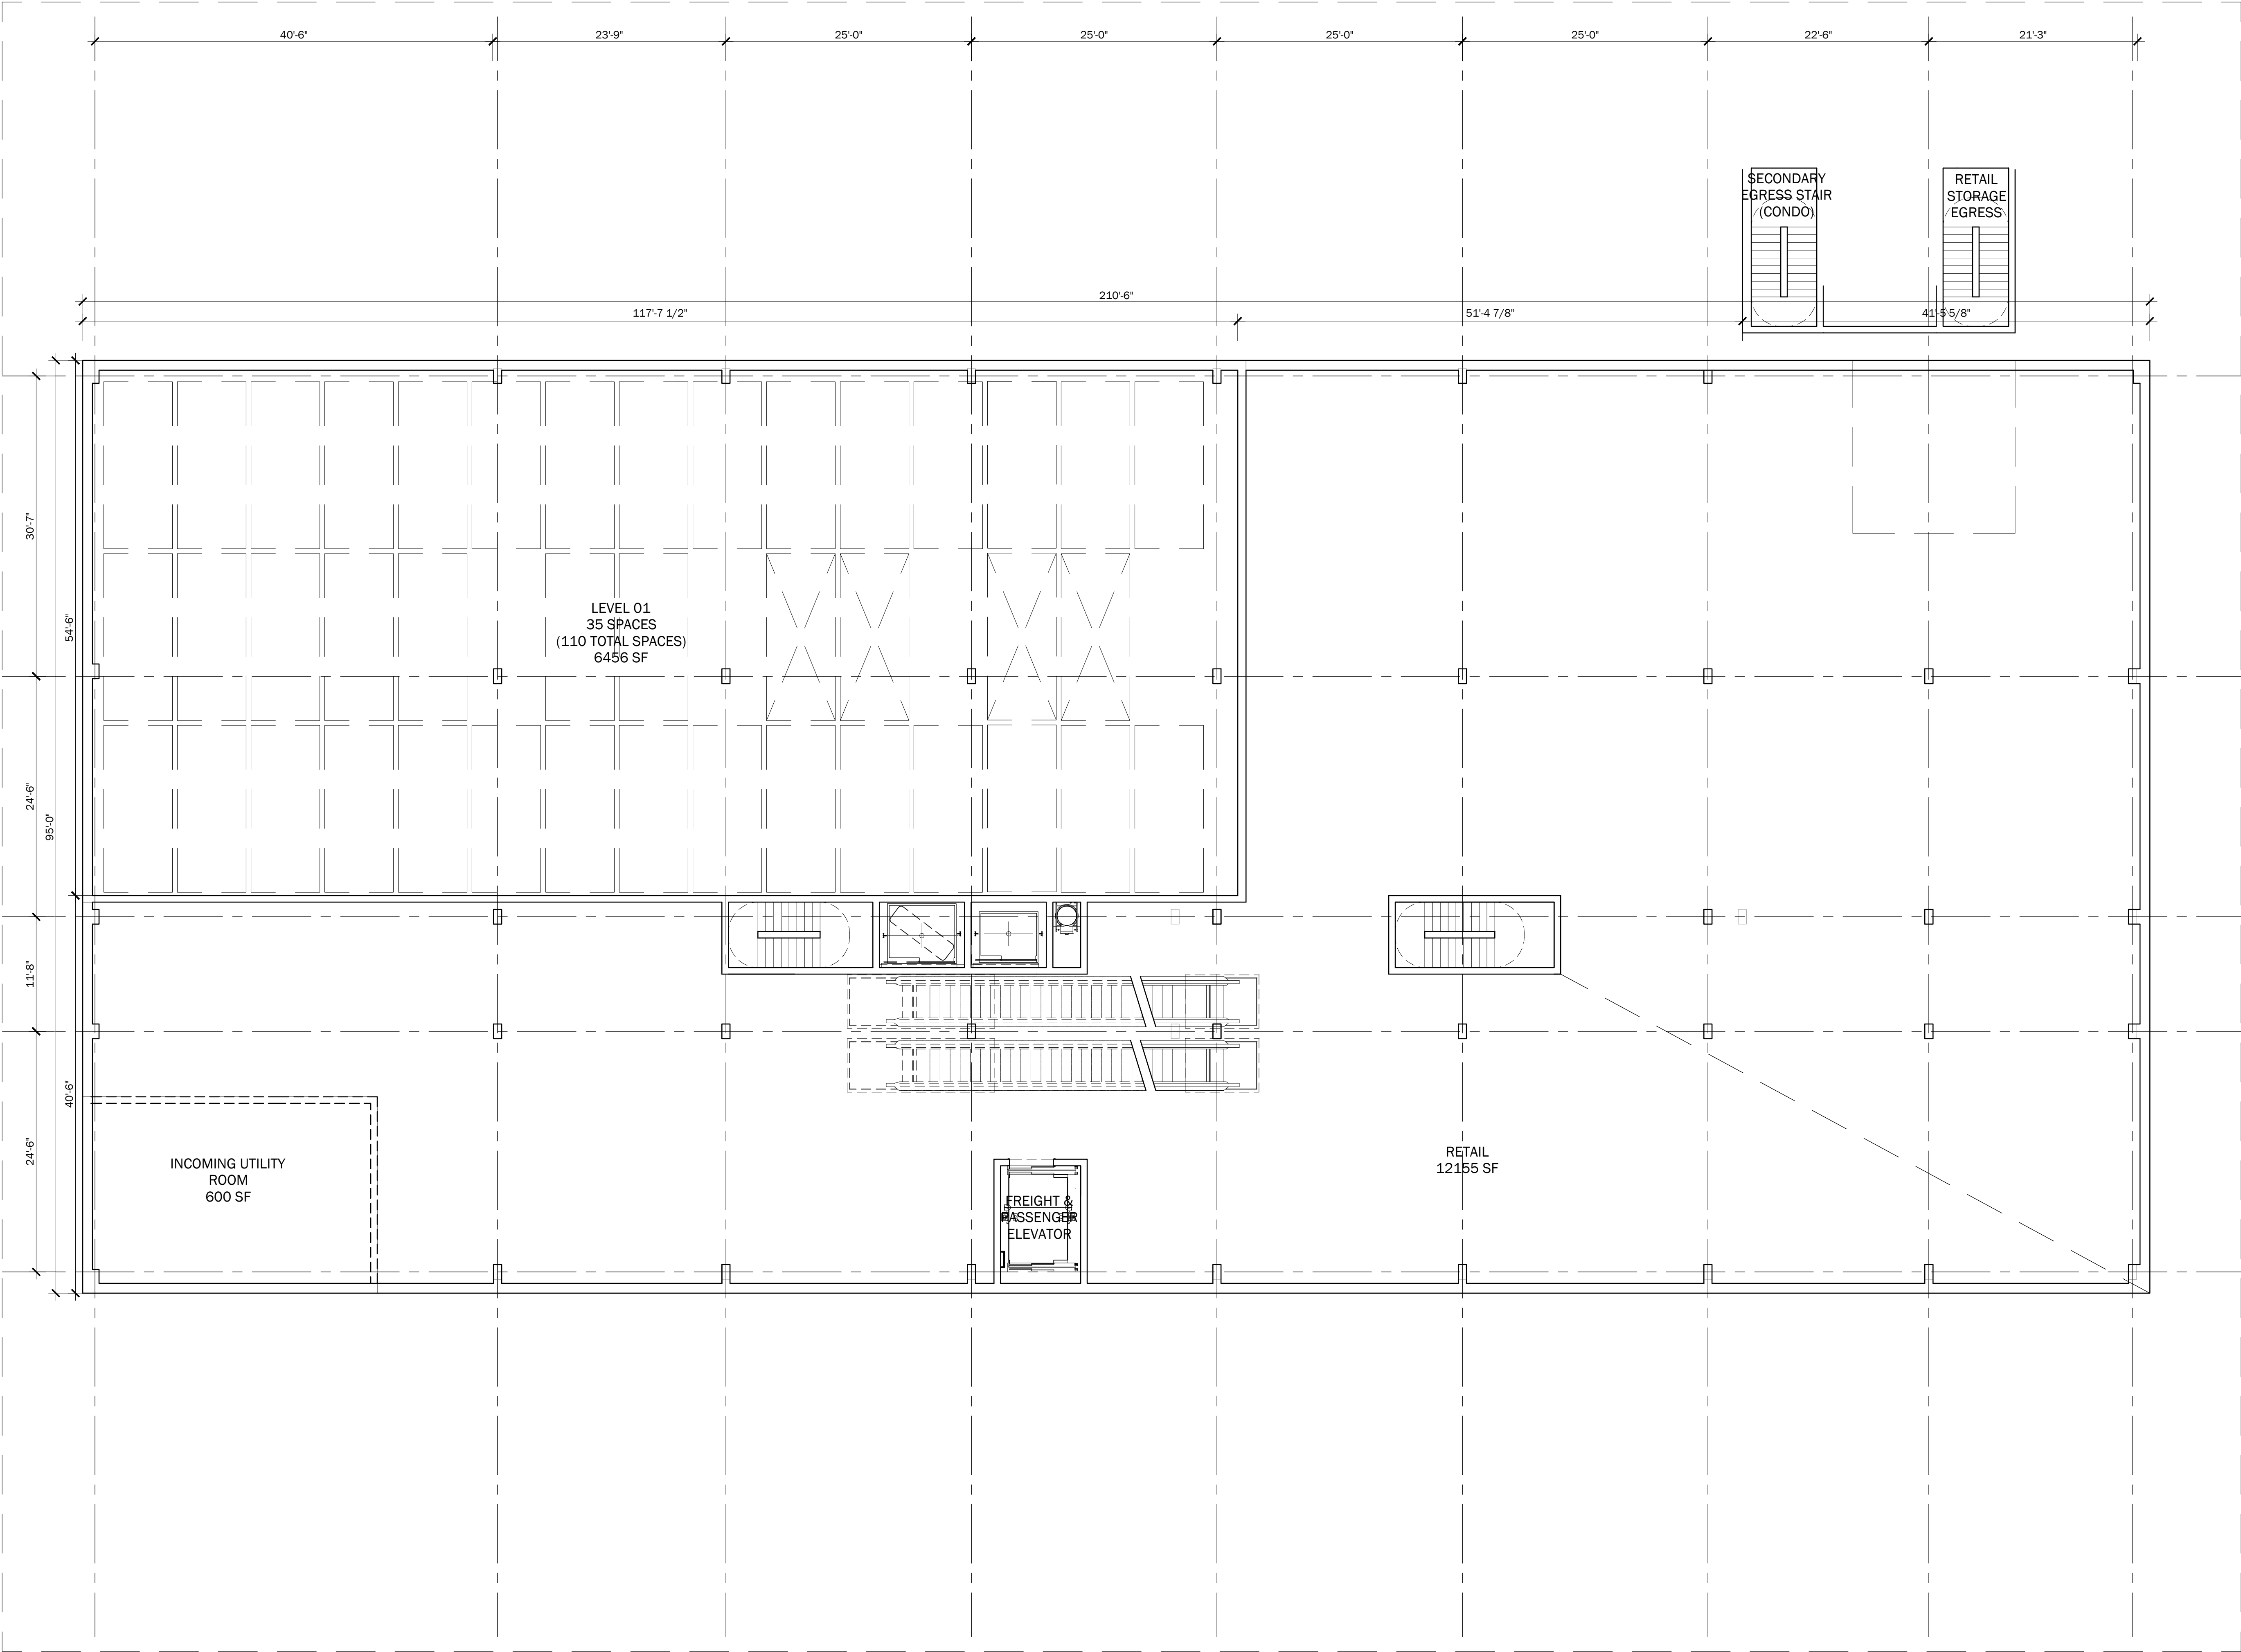 40'-6"
23'-9"
25'-0"
25'-0"
25'-0"
25'-0"
22'-6"
21'-3"
SECONDARY
EGRESS STAIR
(CONDO)
RETAIL
STORAGE
EGRESS
210'-6"
117'-7 1/2"
51'-4 7/8"
41'-5 5/8"
30'-7"
54'-6"
24'-6"
95'-0"
11'-8"
40'-6"
24'-6"
LEVEL 01
35 SPACES
(110 TOTAL SPACES)
6456 SF
INCOMING UTILITY
ROOM
600 SF
FREIGHT &
PASSENGER
ELEVATOR
RETAIL
12155 SF